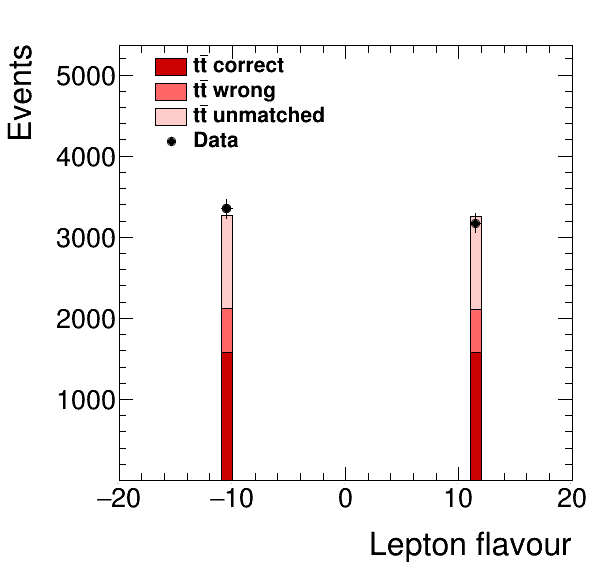 Events
5000
4000
3000
2000
1000
tt̄ correct
tt̄ wrong
tt̄ unmatched
Data
−20 −10 0 10 20
Lepton flavour